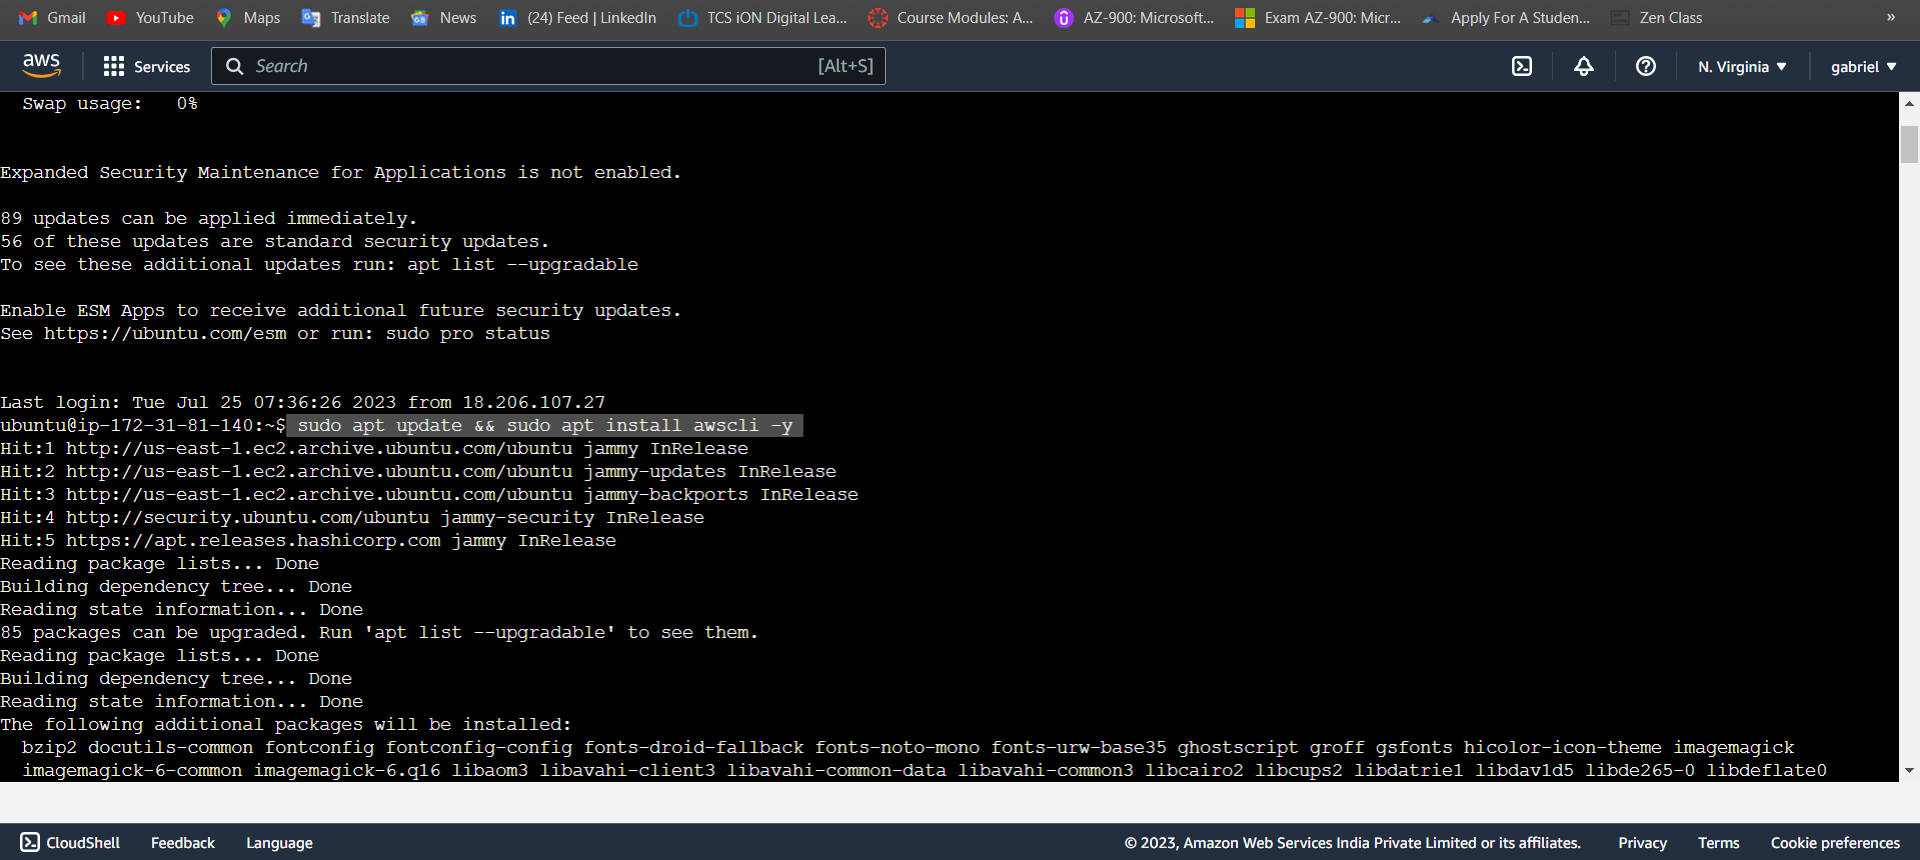 Gmail YouTube Maps Translate News (24) Feed | LinkedIn TCS iON Digital Lea... Course Modules: A... AZ-900: Microsoft... Exam AZ-900: Micr... Apply For A Studen... Zen Class »
aws Services Search [Alt+S] N. Virginia ▼ gabriel ▼
Swap usage: 0%
Expanded Security Maintenance for Applications is not enabled.
89 updates can be applied immediately.
56 of these updates are standard security updates.
To see these additional updates run: apt list --upgradable
Enable ESM Apps to receive additional future security updates.
See https://ubuntu.com/esm or run: sudo pro status
Last login: Tue Jul 25 07:36:26 2023 from 18.206.107.27
ubuntu@ip-172-31-81-140:~$ sudo apt update && sudo apt install awscli -y
Hit:1 http://us-east-1.ec2.archive.ubuntu.com/ubuntu jammy InRelease
Hit:2 http://us-east-1.ec2.archive.ubuntu.com/ubuntu jammy-updates InRelease
Hit:3 http://us-east-1.ec2.archive.ubuntu.com/ubuntu jammy-backports InRelease
Hit:4 http://security.ubuntu.com/ubuntu jammy-security InRelease
Hit:5 https://apt.releases.hashicorp.com jammy InRelease
Reading package lists... Done
Building dependency tree... Done
Reading state information... Done
85 packages can be upgraded. Run 'apt list --upgradable' to see them.
Reading package lists... Done
Building dependency tree... Done
Reading state information... Done
The following additional packages will be installed:
bzip2 docutils-common fontconfig fontconfig-config fonts-droid-fallback fonts-noto-mono fonts-urw-base35 ghostscript groff gsfonts hicolor-icon-theme imagemagick
imagemagick-6-common imagemagick-6.q16 libaom3 libavahi-client3 libavahi-common-data libavahi-common3 libcairo2 libcups2 libdatrie1 libdav1d5 libde265-0 libdeflate0
CloudShell Feedback Language © 2023, Amazon Web Services India Private Limited or its affiliates. Privacy Terms Cookie preferences